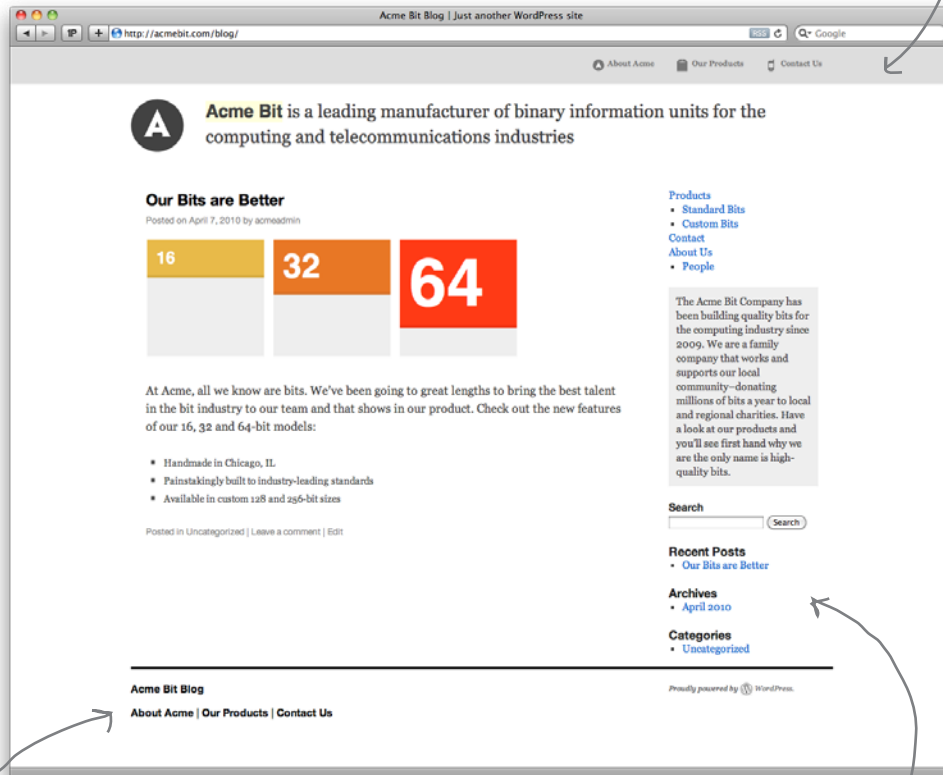 Acme Bit Blog | Just another WordPress site
1P
+
http://acmebit.com/blog/
RSS
Google
About Acme
Our Products
Contact Us
A
Acme Bit is a leading manufacturer of binary information units for the
computing and telecommunications industries
Our Bits are Better
Posted on April 7, 2010 by acmeadmin
16
32
64
At Acme, all we know are bits. We've been going to great lengths to bring the best talent
in the bit industry to our team and that shows in our product. Check out the new features
of our 16, 32 and 64-bit models:
Handmade in Chicago, IL
Painstakingly built to industry-leading standards
Available in custom 128 and 256-bit sizes
Posted in Uncategorized | Leave a comment | Edit
Products
Standard Bits
Custom Bits
Contact
About Us
People
The Acme Bit Company has
been building quality bits for
the computing industry since
2009. We are a family
company that works and
supports our local
community—donating
millions of bits a year to local
and regional charities. Have
a look at our products and
you'll see first hand why we
are the only name is high-
quality bits.
Search
Search
Recent Posts
Our Bits are Better
Archives
April 2010
Categories
Uncategorized
Acme Bit Blog
About Acme | Our Products | Contact Us
Proudly powered by WordPress.